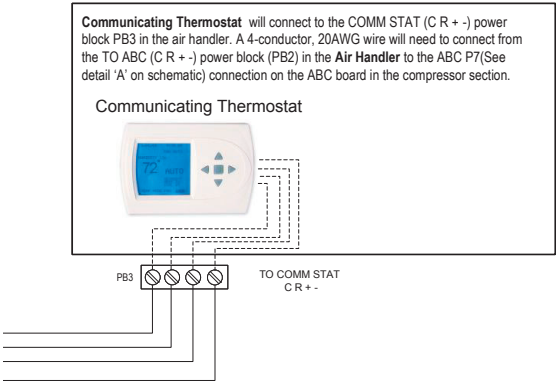 Communicating Thermostat will connect to the COMM STAT (C R + -) power
block PB3 in the air handler. A 4-conductor, 20AWG wire will need to connect from
the TO ABC (C R + -) power block (PB2) in the Air Handler to the ABC P7(See
detail ‘A’ on schematic) connection on the ABC board in the compressor section.
Communicating Thermostat
72
PB3
TO COMM STAT
C R + -